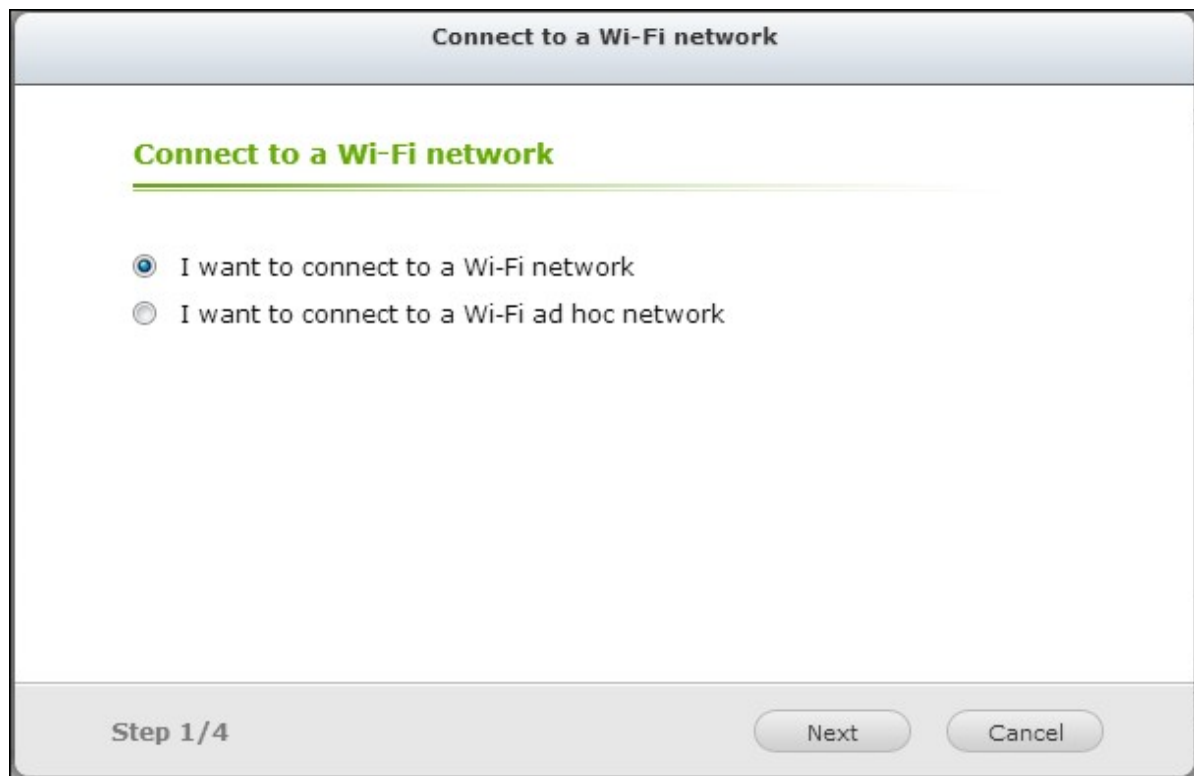 Connect to a Wi-Fi network
Connect to a Wi-Fi network
I want to connect to a Wi-Fi network
I want to connect to a Wi-Fi ad hoc network
Step 1/4
Next
Cancel